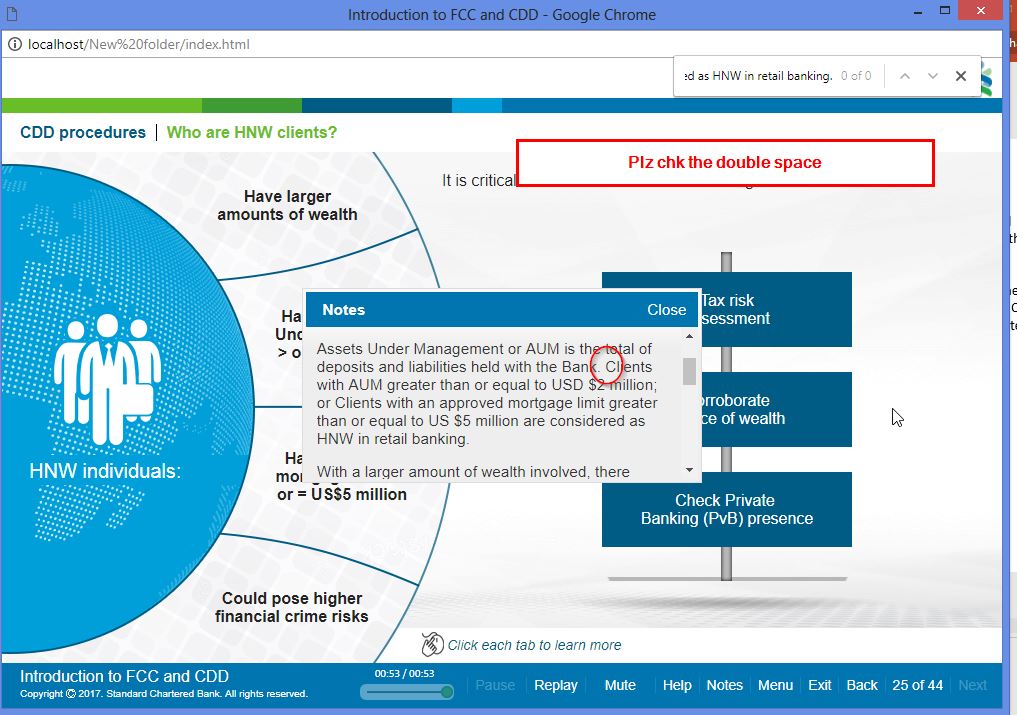 Introduction to FCC and CDD - Google Chrome
localhost/New%20folder/index.html
ed as HNW in retail banking. 0 of 0
CDD procedures | Who are HNW clients?
Plz chk the double space
It is critical
Have larger
amounts of wealth
Ha
Und
> o
Ha
mo
or = US$5 million
Could pose higher
financial crime risks
HNW individuals:
Notes Close
Assets Under Management or AUM is the total of
deposits and liabilities held with the Bank. Clients
with AUM greater than or equal to USD $2 million;
or Clients with an approved mortgage limit greater
than or equal to US $5 million are considered as
HNW in retail banking.
With a larger amount of wealth involved, there
Tax risk
sessment
orroborate
ce of wealth
Check Private
Banking (PvB) presence
Click each tab to learn more
Introduction to FCC and CDD
Copyright © 2017. Standard Chartered Bank. All rights reserved.
00:53 / 00:53
Pause Replay Mute Help Notes Menu Exit Back 25 of 44 Next